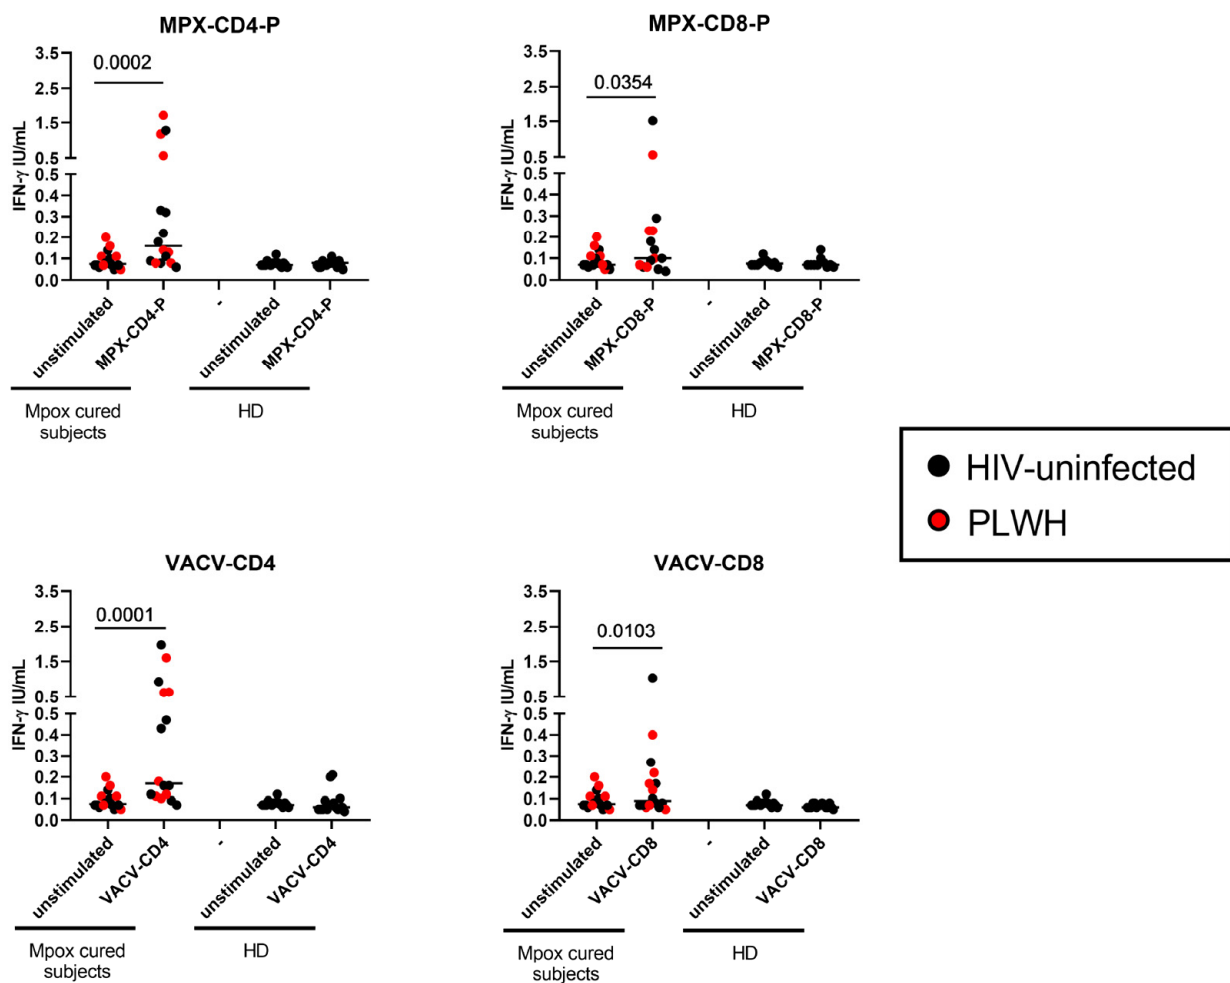 MPX-CD4-P
3.5
2.5
1.5
0.5
0.5
0.4
0.3
0.2
0.1
0.0
IFN-γ IU/mL
0.0002
unstimulated
MPX-CD4-P
-
unstimulated
MPX-CD4-P
Mpox cured
subjects
HD
MPX-CD8-P
3.5
2.5
1.5
0.5
0.5
0.4
0.3
0.2
0.1
0.0
IFN-γ IU/mL
0.0354
unstimulated
MPX-CD8-P
-
unstimulated
MPX-CD8-P
Mpox cured
subjects
HD
HIV-uninfected
PLWH
VACV-CD4
3.5
2.5
1.5
0.5
0.5
0.4
0.3
0.2
0.1
0.0
IFN-γ IU/mL
0.0001
unstimulated
VACV-CD4
-
unstimulated
VACV-CD4
Mpox cured
subjects
HD
VACV-CD8
3.5
2.5
1.5
0.5
0.5
0.4
0.3
0.2
0.1
0.0
IFN-γ IU/mL
0.0103
unstimulated
VACV-CD8
-
unstimulated
VACV-CD8
Mpox cured
subjects
HD